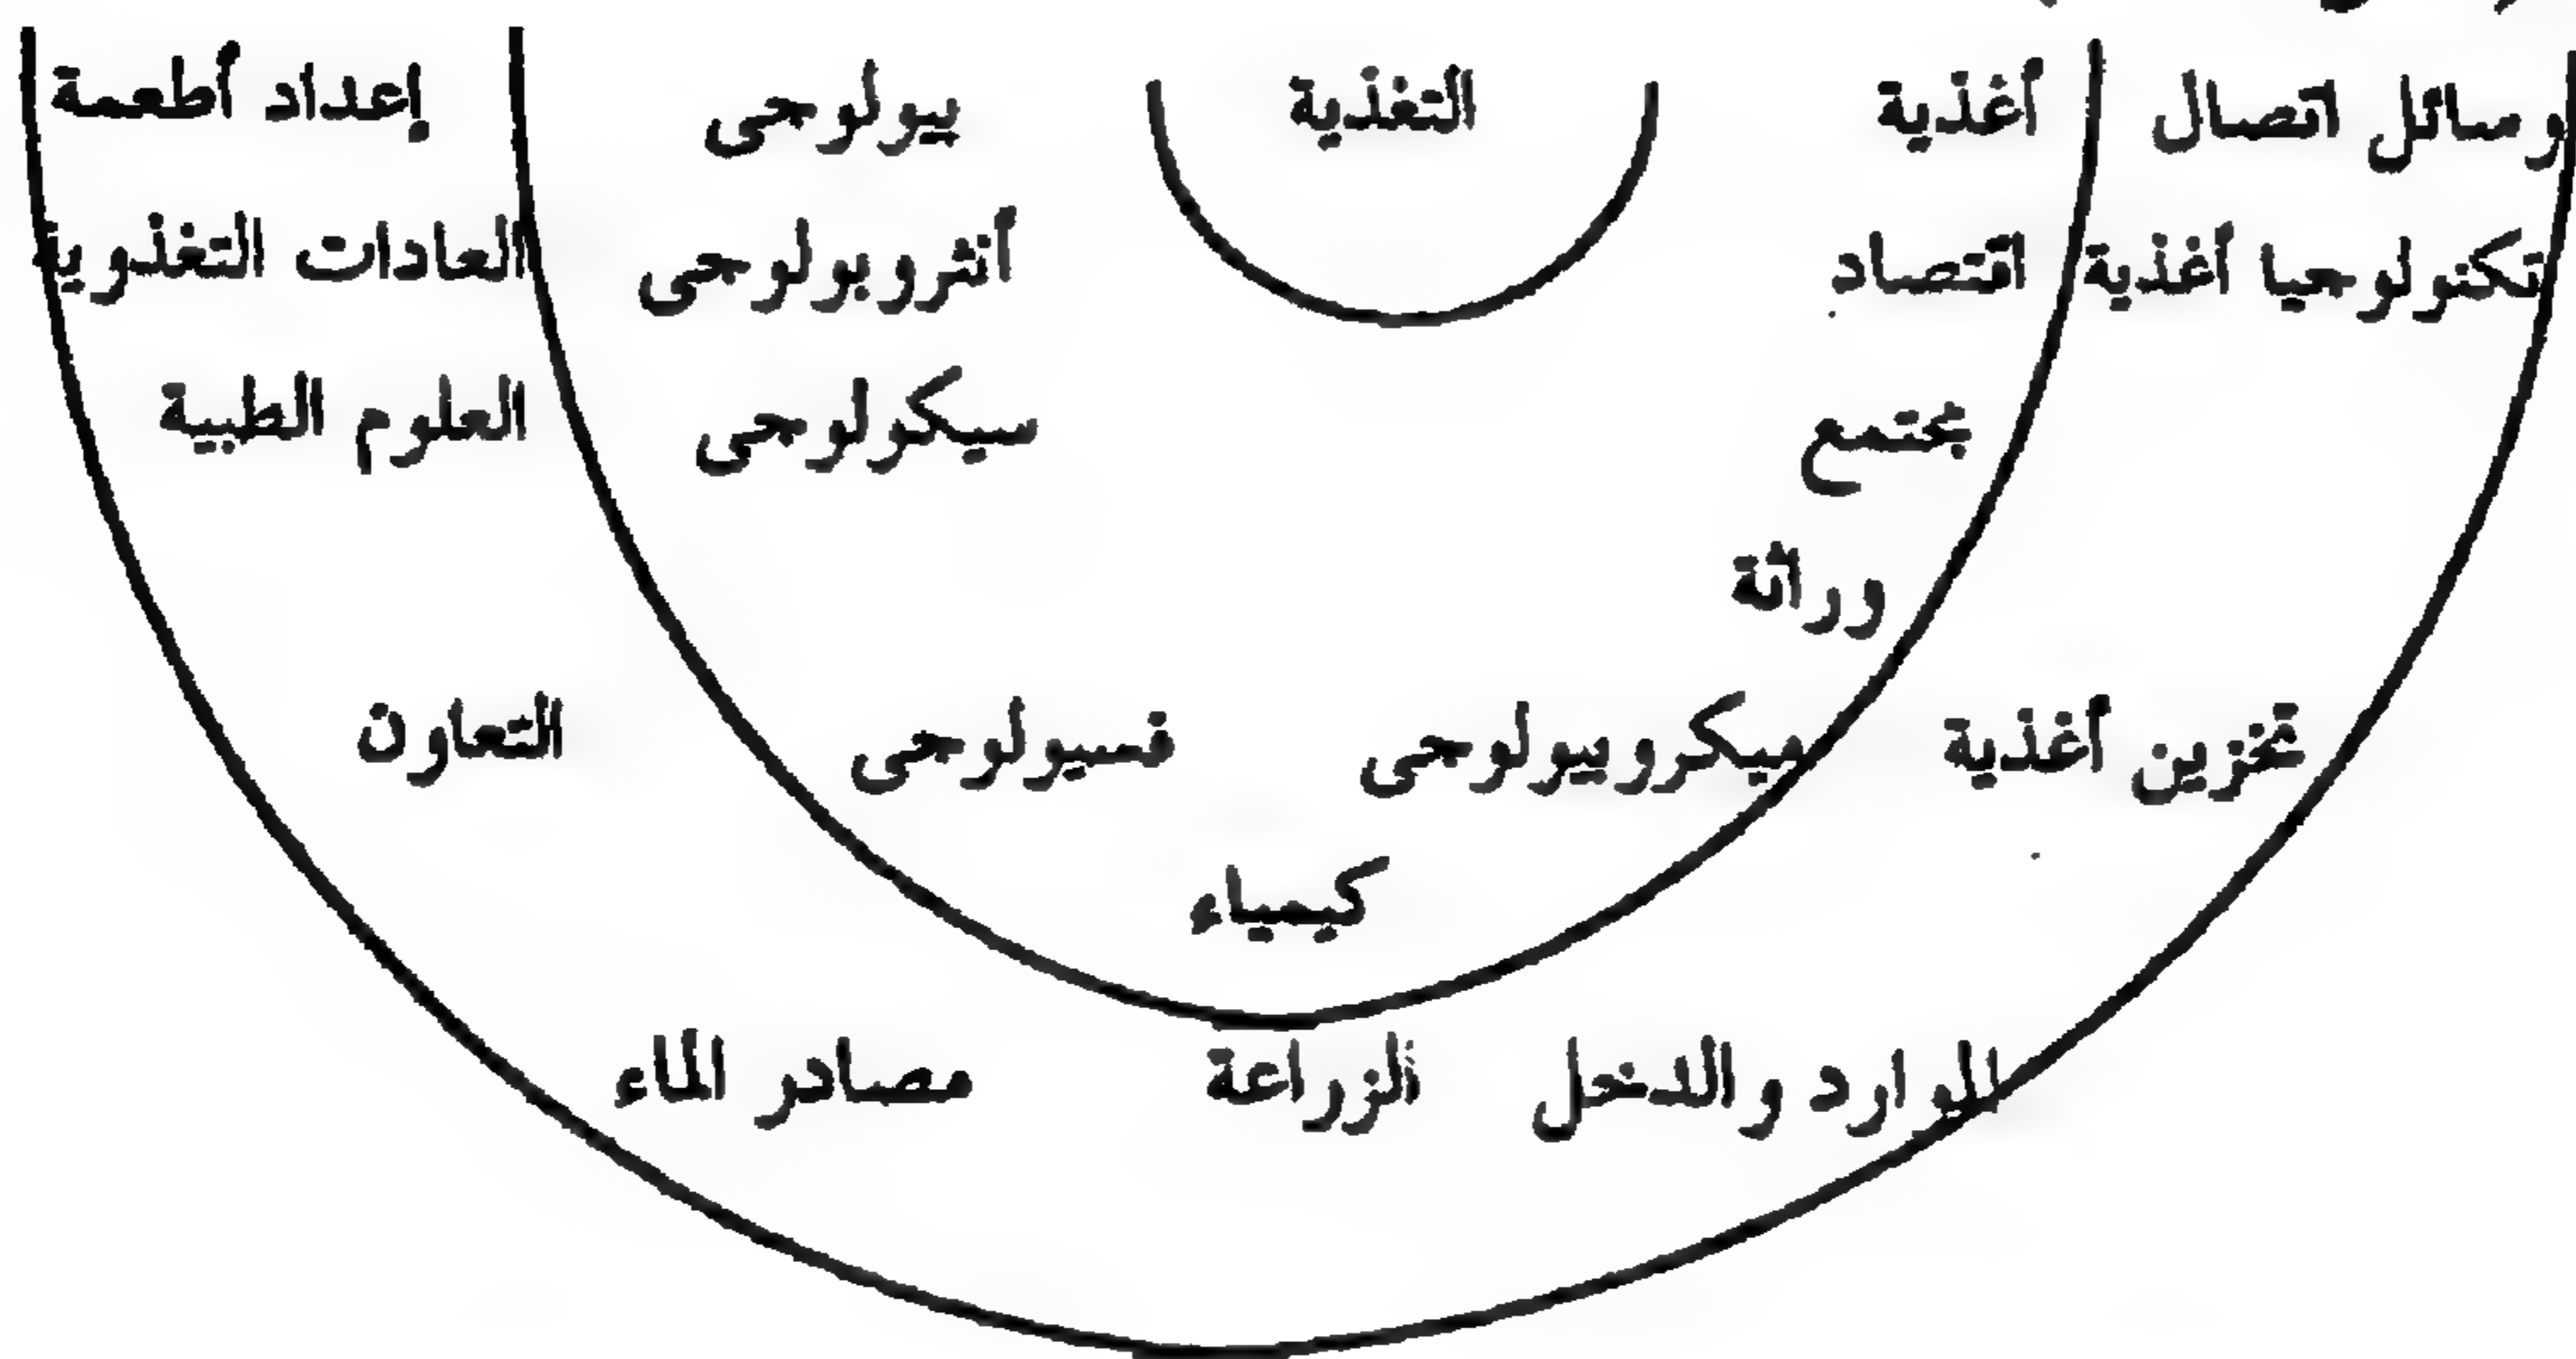 وسائل اتصال أغذية التغذية بيولوجى إعداد أطعمة
تكنولوجيا أغذية اقتصاد أنثروبولوجى العادات التغذوية
مجتمع سيكولوجى العلوم الطبية
وراثة
تخزين أغذية ميكروبيولوجى فسيولوجى التعاون
كيمياء
الموارد والدخل الزراعة مصادر الماء